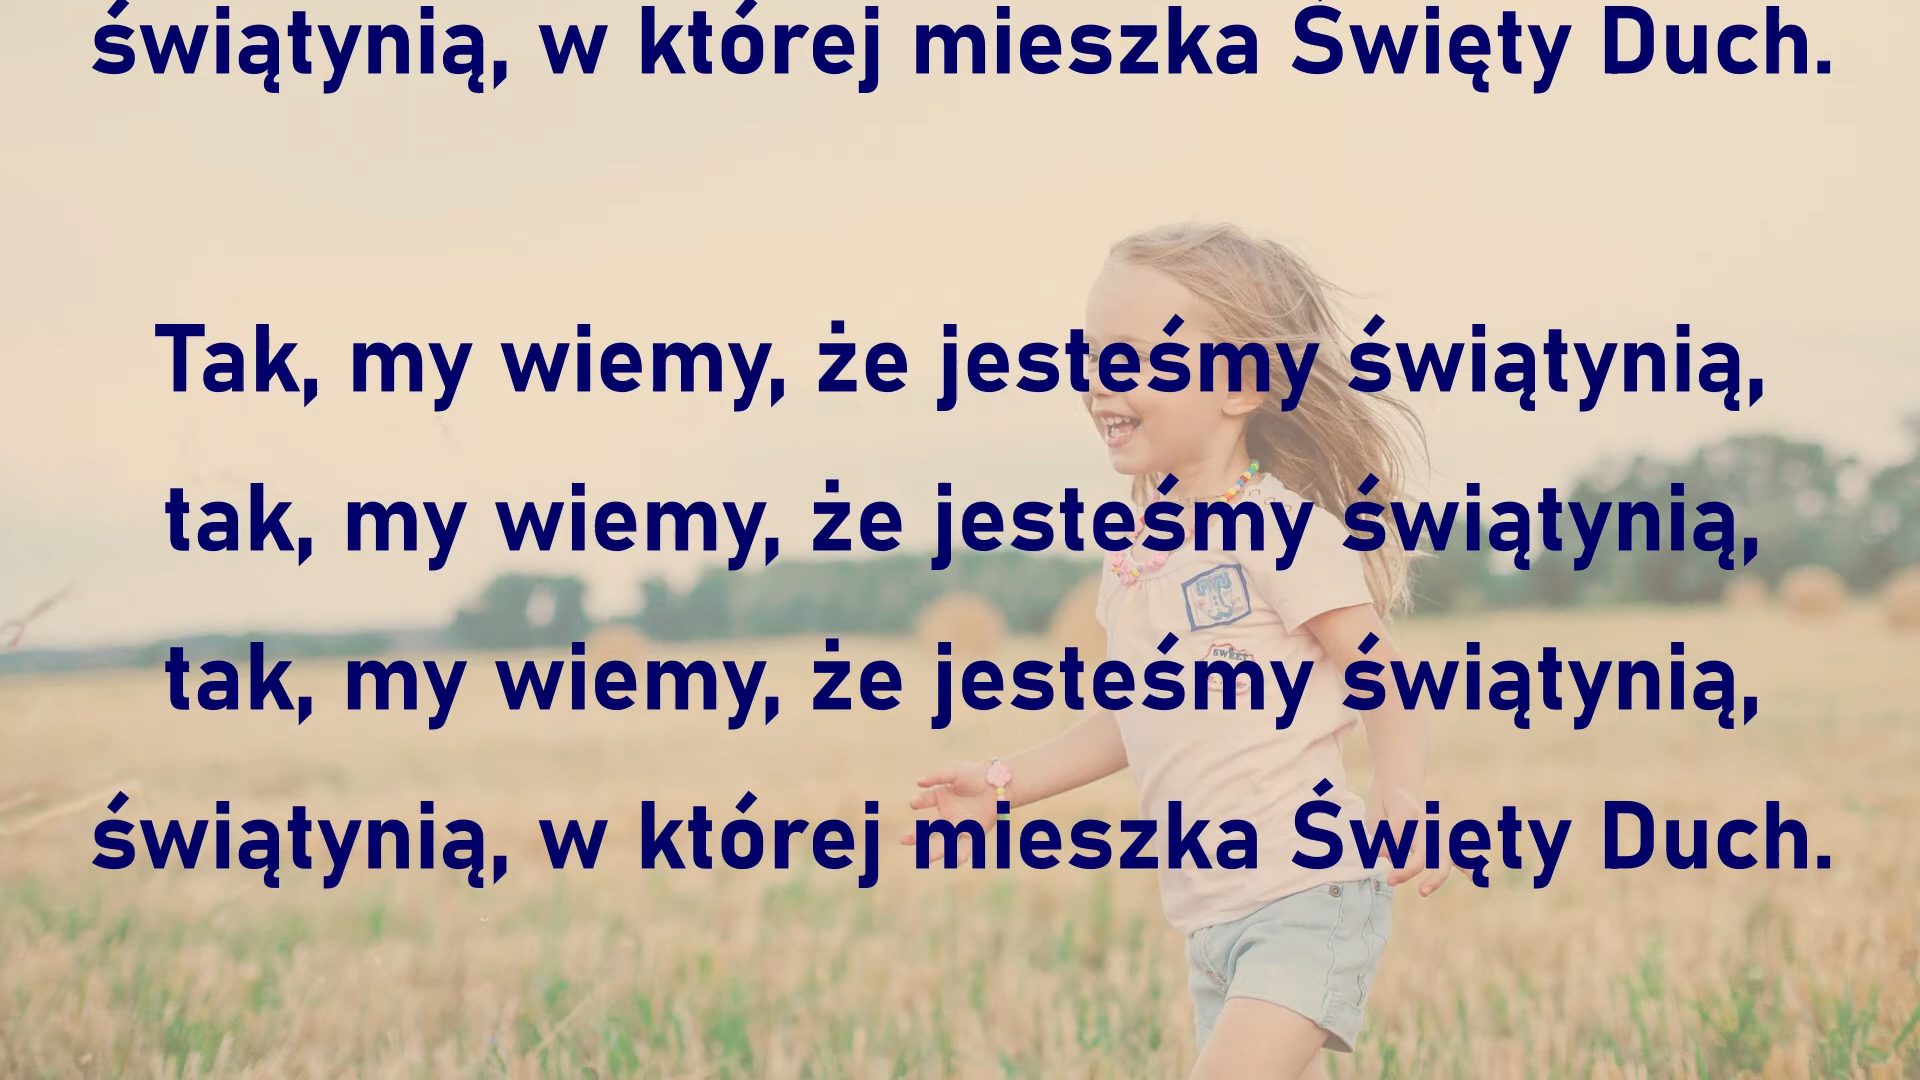 świątynią, w której mieszka Święty Duch.
Tak, my wiemy, że jesteśmy świątynią,
tak, my wiemy, że jesteśmy świątynią,
tak, my wiemy, że jesteśmy świątynią,
świątynią, w której mieszka Święty Duch.
SWEET